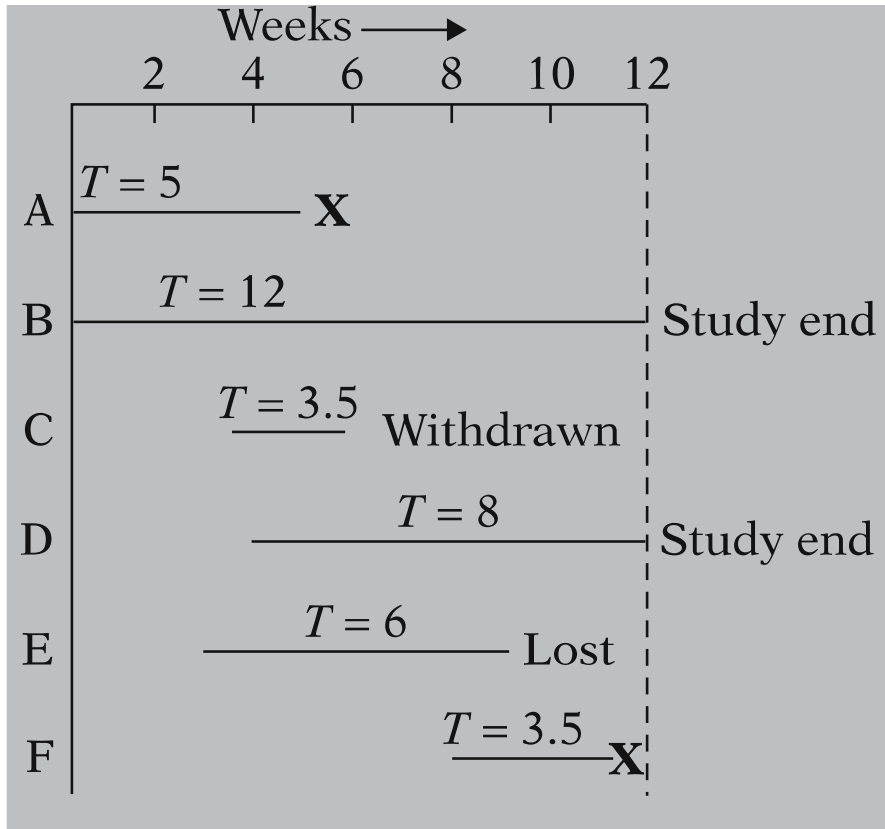 Weeks
2 4 6 8 10 12
T = 5
A X
T = 12
B Study end
T = 3.5
C Withdrawn
T = 8
D Study end
T = 6
E Lost
T = 3.5
F X